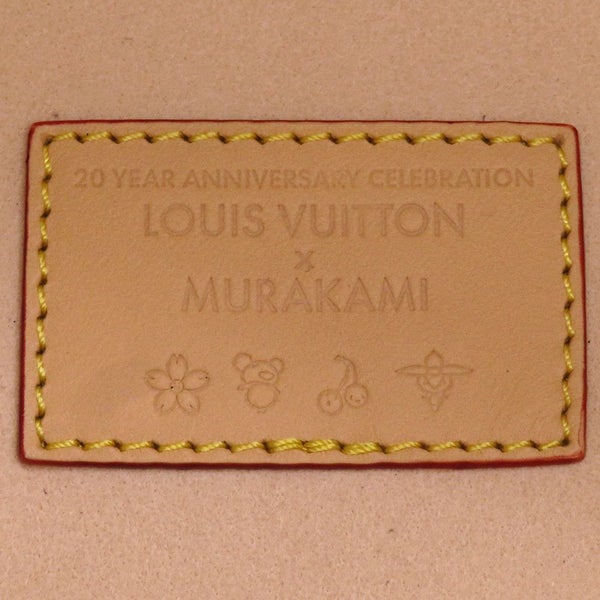 20 YEAR ANNIVERSARY CELEBRATION
LOUIS VUITTON
x
MURAKAMI